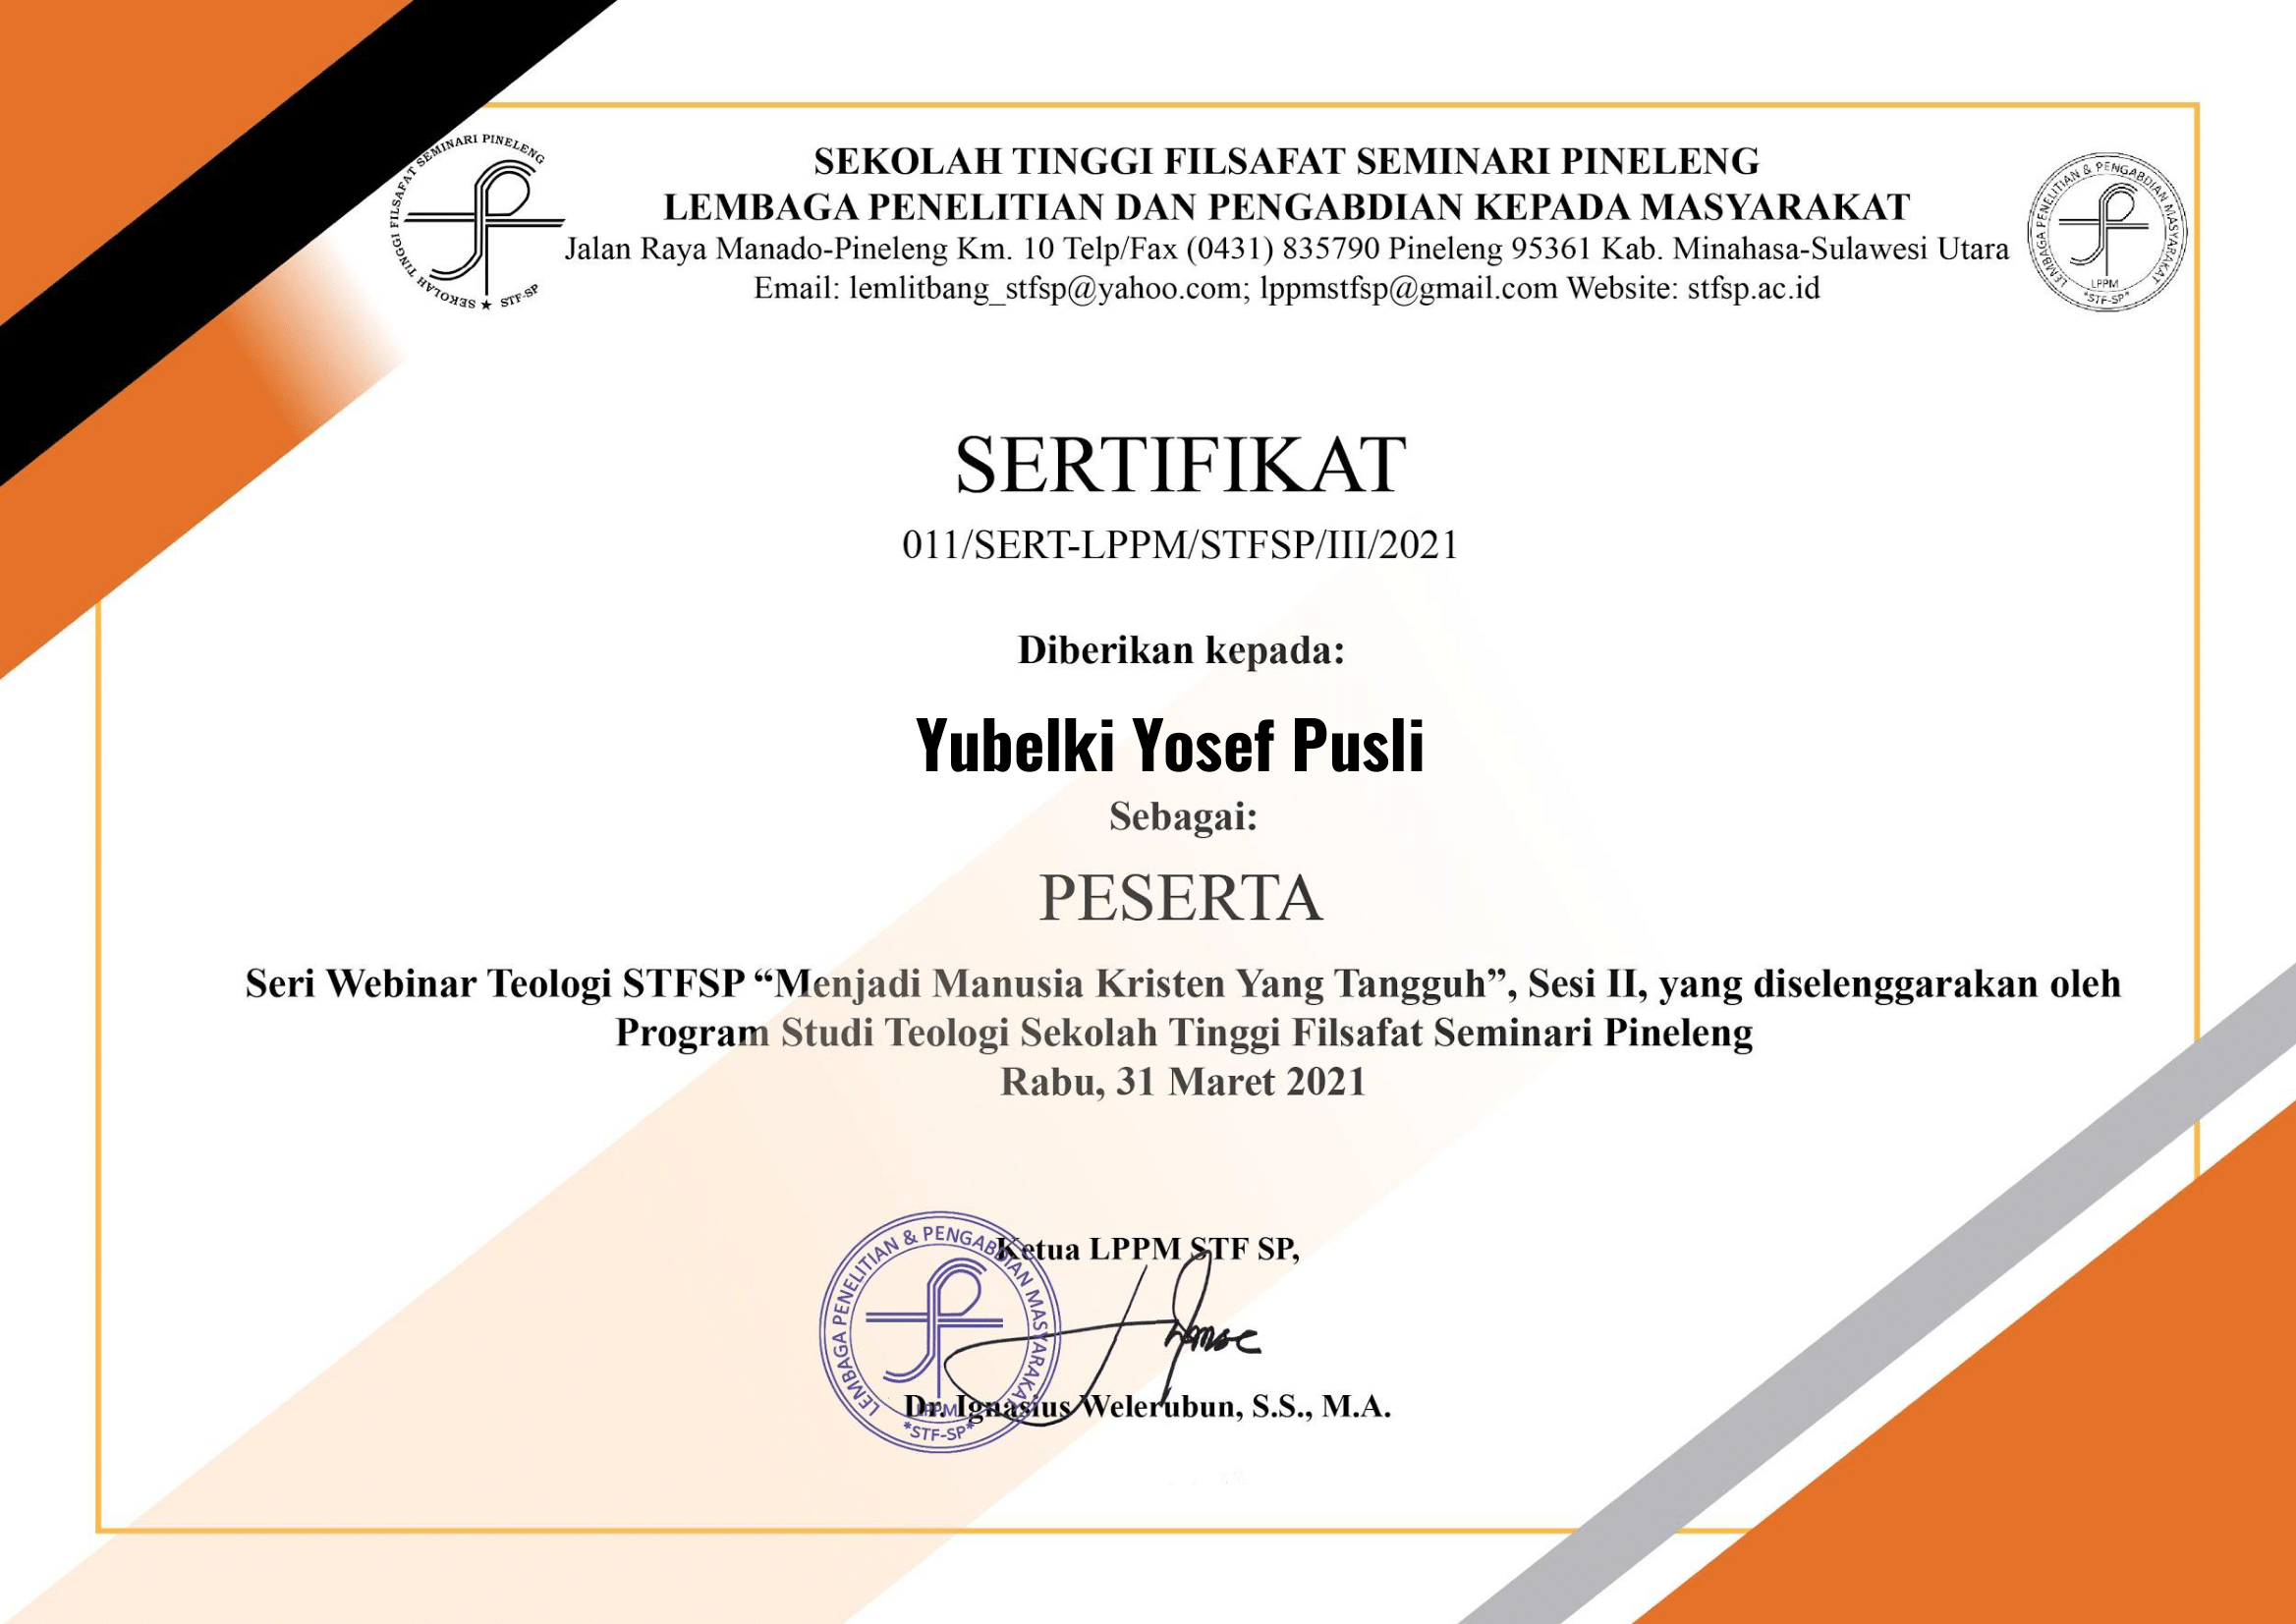 SEKOLAH TINGGI FILSAFAT SEMINARI PINELENG ★ STF-SP
SEKOLAH TINGGI FILSAFAT SEMINARI PINELENG
LEMBAGA PENELITIAN DAN PENGABDIAN KEPADA MASYARAKAT
Jalan Raya Manado-Pineleng Km. 10 Telp/Fax (0431) 835790 Pineleng 95361 Kab. Minahasa-Sulawesi Utara
Email: lemlitbang_stfsp@yahoo.com; lppmstfsp@gmail.com Website: stfsp.ac.id
LEMBAGA PENELITIAN & PENGABDIAN MASYARAKAT
LPPM
*STF-SP*
SERTIFIKAT
011/SERT-LPPM/STFSP/III/2021
Diberikan kepada:
Yubelki Yosef Pusli
Sebagai:
PESERTA
Seri Webinar Teologi STFSP “Menjadi Manusia Kristen Yang Tangguh”, Sesi II, yang diselenggarakan oleh
Program Studi Teologi Sekolah Tinggi Filsafat Seminari Pineleng
Rabu, 31 Maret 2021
Ketua LPPM STF SP,
LEMBAGA PENELITIAN & PENGABDIAN MASYARAKAT
LPPM
*STF-SP*
Dr. Ignasius Welerubun, S.S., M.A.